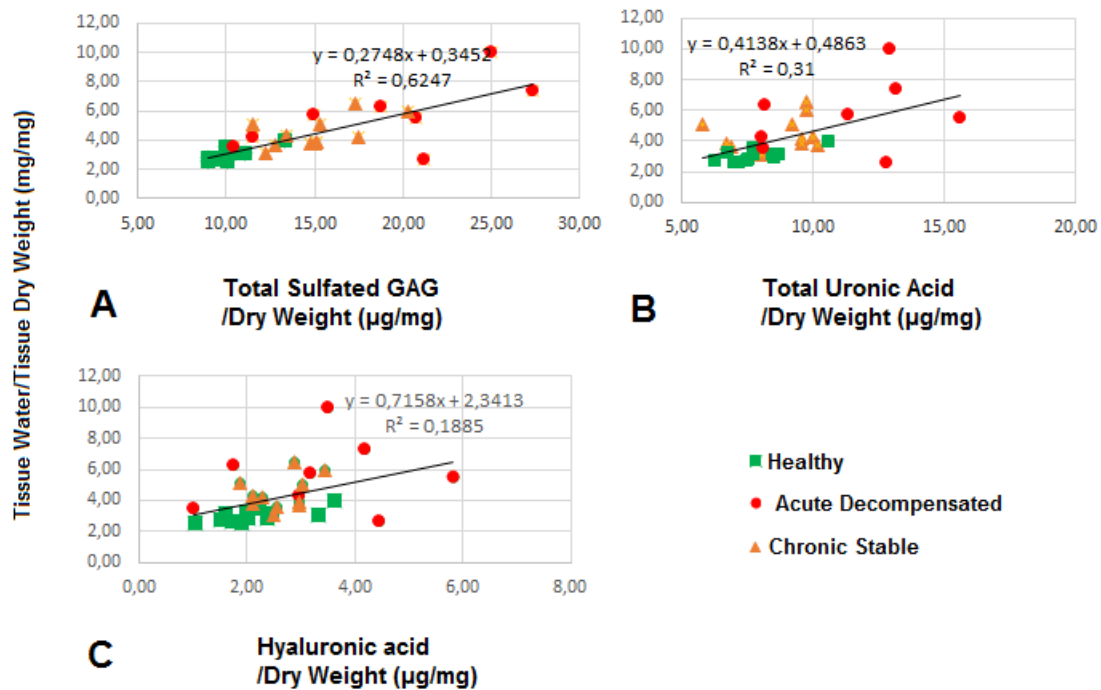 Tissue Water/Tissue Dry Weight (mg/mg)
12,00
10,00
8,00
6,00
4,00
2,00
0,00
y = 0,2748x + 0,3452
R² = 0,6247
5,00 10,00 15,00 20,00 25,00 30,00
A
Total Sulfated GAG
/Dry Weight (µg/mg)
12,00
10,00
8,00
6,00
4,00
2,00
0,00
y = 0,4138x + 0,4863
R² = 0,31
5,00 10,00 15,00 20,00
B
Total Uronic Acid
/Dry Weight (µg/mg)
12,00
10,00
8,00
6,00
4,00
2,00
0,00
y = 0,7158x + 2,3413
R² = 0,1885
0,00 2,00 4,00 6,00 8,00
C
Hyaluronic acid
/Dry Weight (µg/mg)
Healthy
Acute Decompensated
Chronic Stable